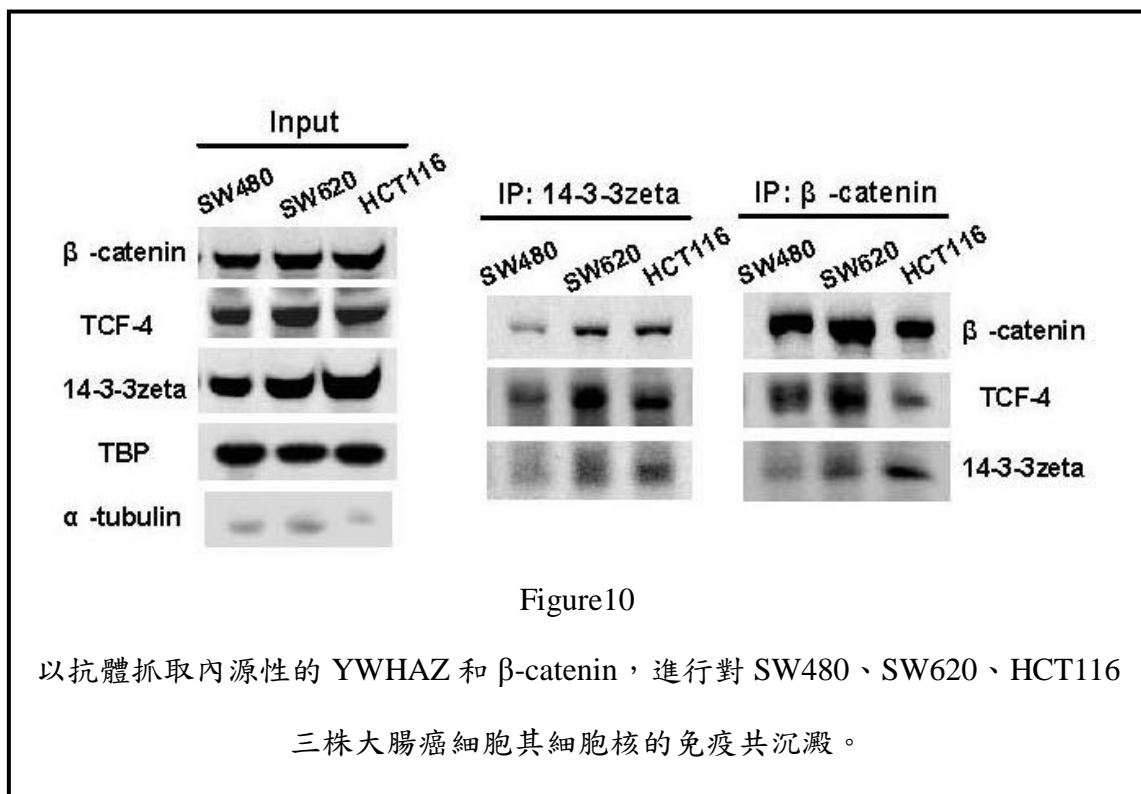 Input
SW480 SW620 HCT116
β -catenin
TCF-4
14-3-3zeta
TBP
α -tubulin
IP: 14-3-3zeta
SW480 SW620 HCT116
IP: β -catenin
SW480 SW620 HCT116
β -catenin
TCF-4
14-3-3zeta
Figure10
以抗體抓取內源性的 YWHAZ 和 β-catenin，進行對 SW480、SW620、HCT116
三株大腸癌細胞其細胞核的免疫共沉澱。